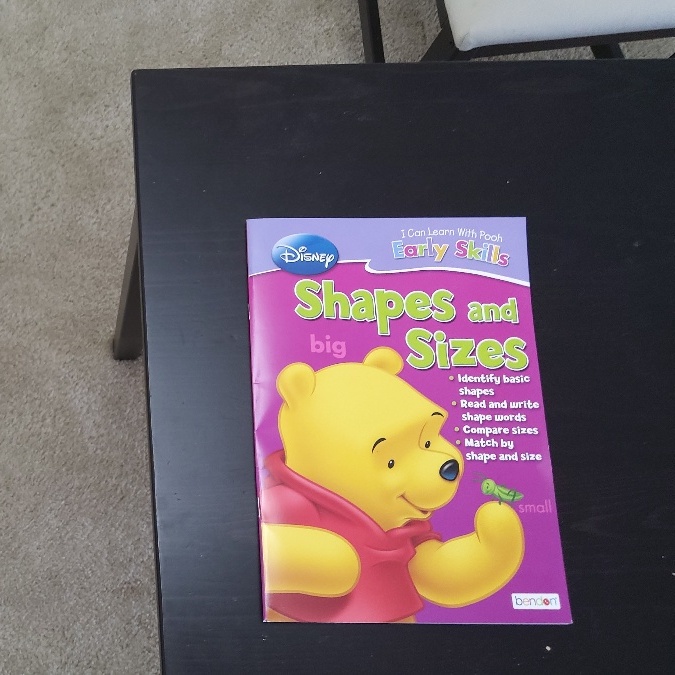 Disney
I Can Learn With Pooh
Early Skills
Shapes and
Sizes
big
• Identify basic
shapes
• Read and write
shape words
• Compare sizes
• Match by
shape and size
small
bendon